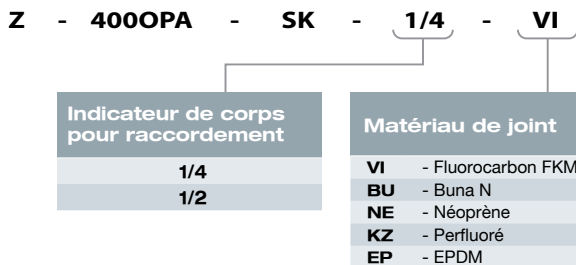 Z - 400OPA - SK - 1/4 - VI
Indicateur de corps
pour raccordement
1/4
1/2
Matériau de joint
VI - Fluorocarbon FKM
BU - Buna N
NE - Néoprène
KZ - Perfluoré
EP - EPDM